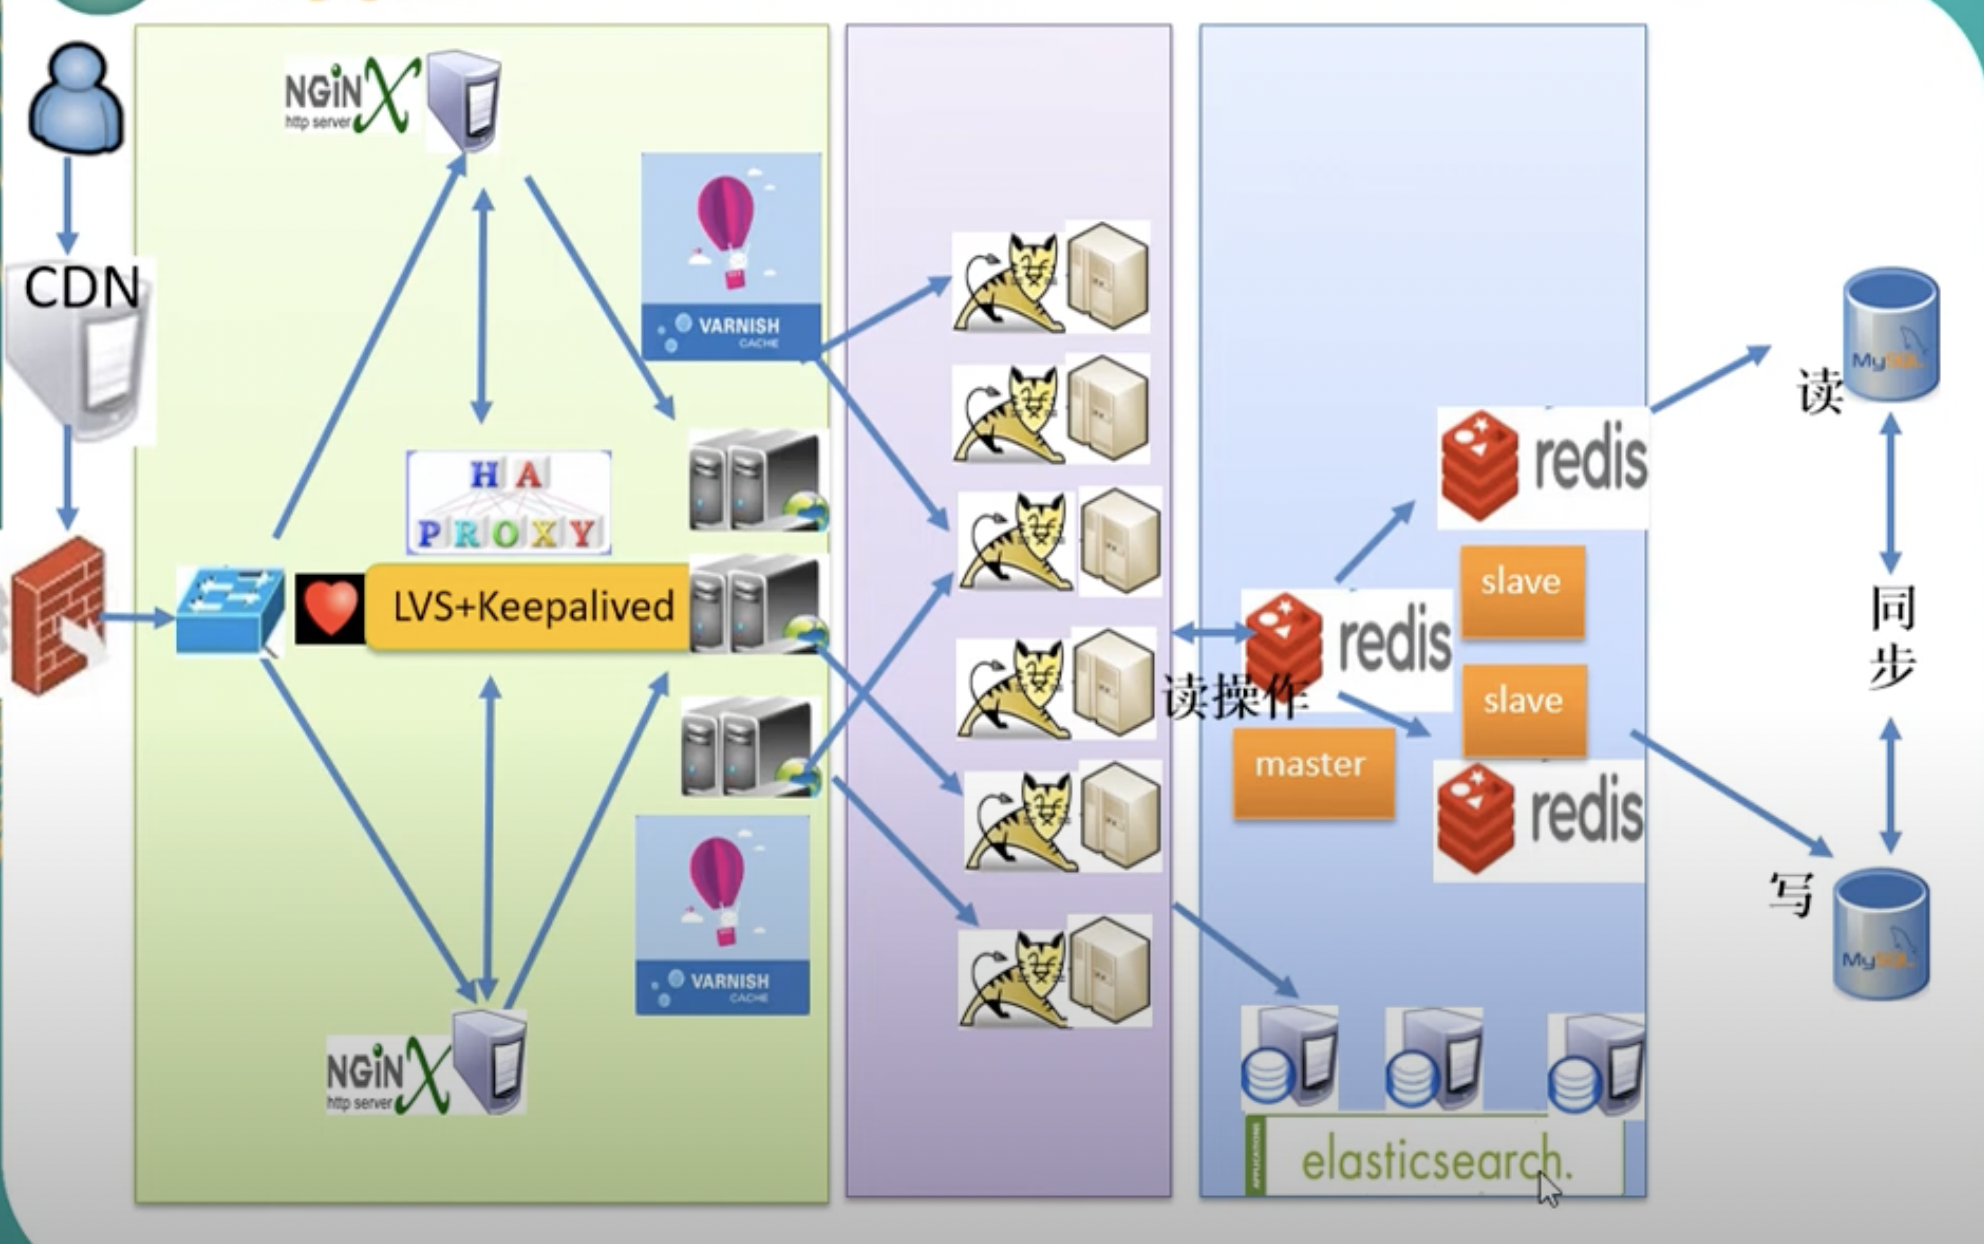 NGiNX
http server
CDN
VARNISH
CACHE
HA
PROXY
LVS+Keepalived
VARNISH
CACHE
NGiNX
http server
redis
slave
redis
读操作
slave
master
redis
APPLICATIONS
elasticsearch.
MySQL
读
同
步
写
MySQL